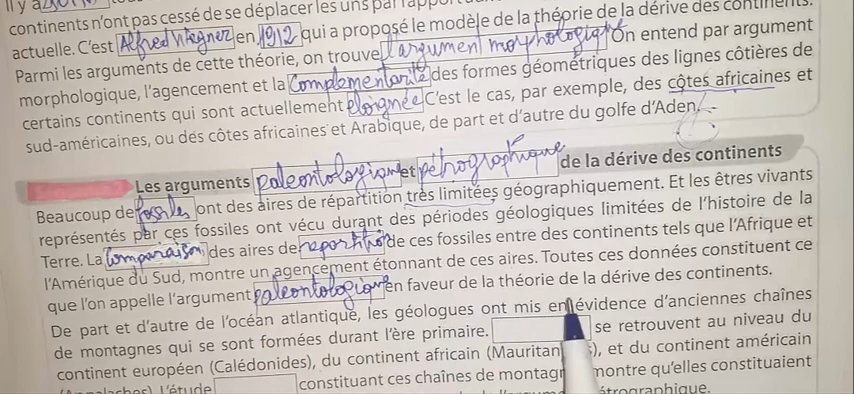 Il y a
continents n'ont pas cessé de se déplacer les uns par rapport
actuelle. C'est Alfred Wegner en 1912 qui a proposé le modèle de la théorie de la dérive des continents.
Parmi les arguments de cette théorie, on trouve l'argument morphologique On entend par argument
morphologique, l'agencement et la complementarité des formes géométriques des lignes côtières de
certains continents qui sont actuellement éloignée C'est le cas, par exemple, des côtes africaines et
sud-américaines, ou des côtes africaines et Arabique, de part et d'autre du golfe d'Aden.
Les arguments paleontologique et pétrographique de la dérive des continents
Beaucoup de fossiles ont des aires de répartition très limitées géographiquement. Et les êtres vivants
représentés par ces fossiles ont vécu durant des périodes géologiques limitées de l'histoire de la
Terre. La comparaison des aires de repartition de ces fossiles entre des continents tels que l'Afrique et
l'Amérique du Sud, montre un agencement étonnant de ces aires. Toutes ces données constituent ce
que l'on appelle l'argument paleontologique en faveur de la théorie de la dérive des continents.
De part et d'autre de l'océan atlantique, les géologues ont mis en évidence d'anciennes chaînes
de montagnes qui se sont formées durant l'ère primaire. se retrouvent au niveau du
continent européen (Calédonides), du continent africain (Mauritan s), et du continent américain
l'étude constituant ces chaînes de montagn montre qu'elles constituaient
étrographique.